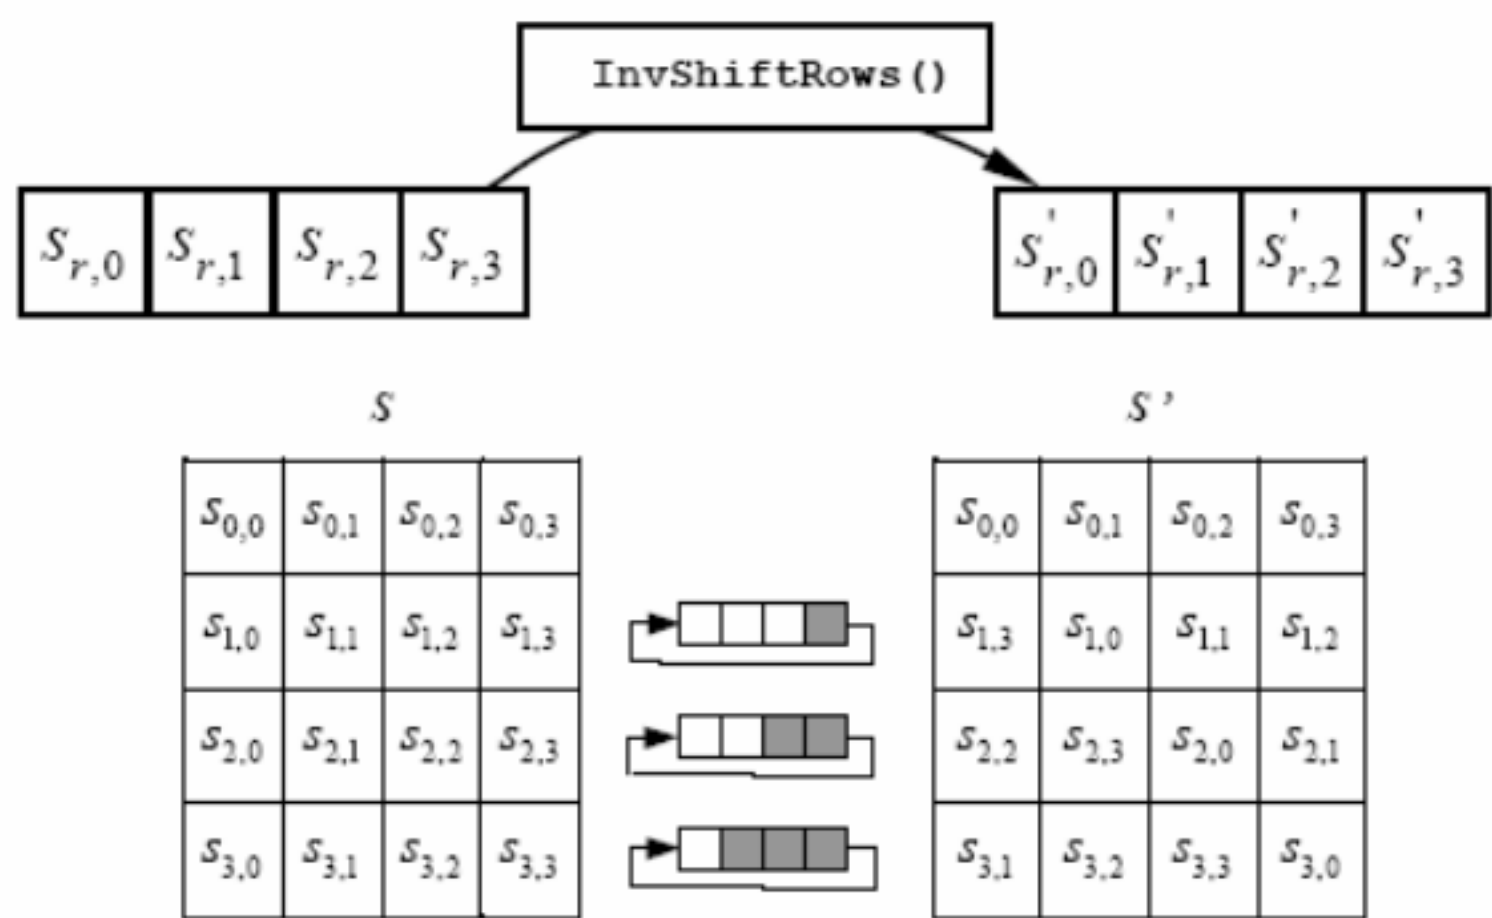 InvShiftRows()
S r,0 S r,1 S r,2 S r,3 S' r,0 S' r,1 S' r,2 S' r,3
S S'
s0,0 s0,1 s0,2 s0,3 s0,0 s0,1 s0,2 s0,3
s1,0 s1,1 s1,2 s1,3 s1,3 s1,0 s1,1 s1,2
s2,0 s2,1 s2,2 s2,3 s2,2 s2,3 s2,0 s2,1
s3,0 s3,1 s3,2 s3,3 s3,1 s3,2 s3,3 s3,0